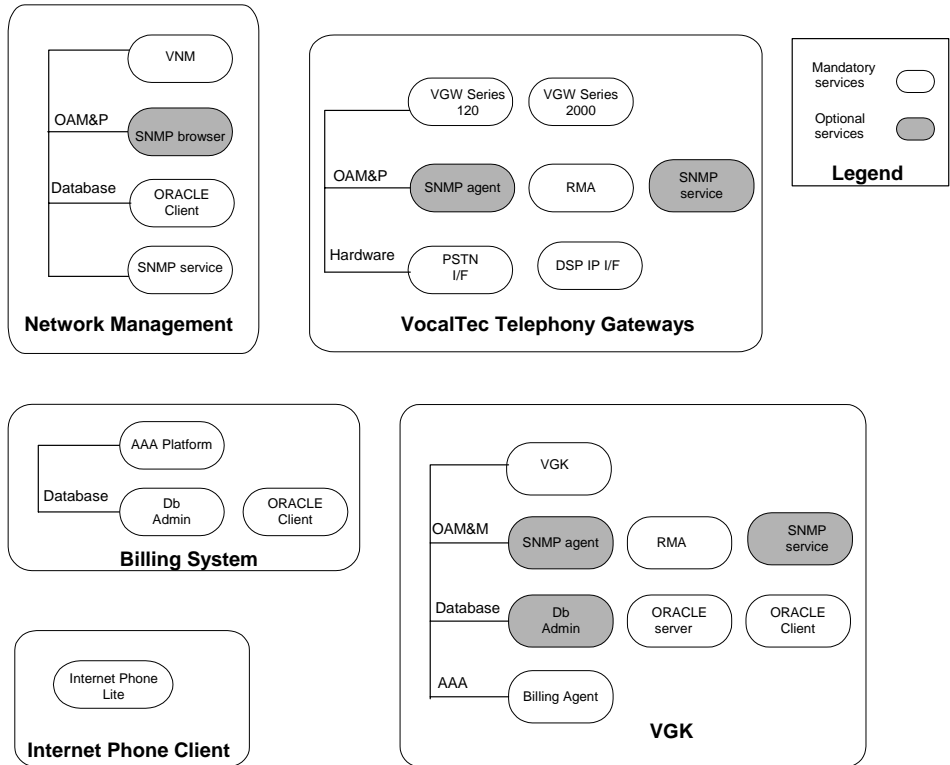 VNM
OAM&P
SNMP browser
Database
ORACLE
Client
SNMP service
Network Management
VGW Series
120
VGW Series
2000
OAM&P
SNMP agent
RMA
SNMP
service
Hardware
PSTN
I/F
DSP IP I/F
VocalTec Telephony Gateways
Mandatory
services
Optional
services
Legend
AAA Platform
Database
Db
Admin
ORACLE
Client
Billing System
VGK
OAM&M
SNMP agent
RMA
SNMP
service
Database
Db
Admin
ORACLE
server
ORACLE
Client
AAA
Billing Agent
VGK
Internet Phone
Lite
Internet Phone Client